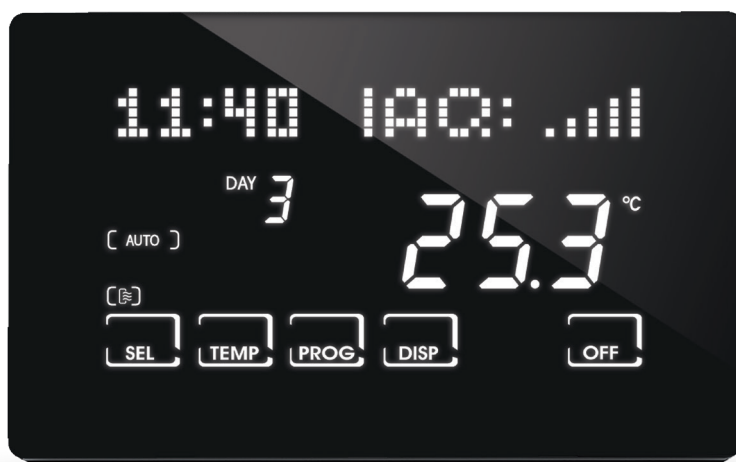 11:40 IAQ:
DAY 3
25.3 °C
[ AUTO ]
SEL TEMP PROG DISP OFF